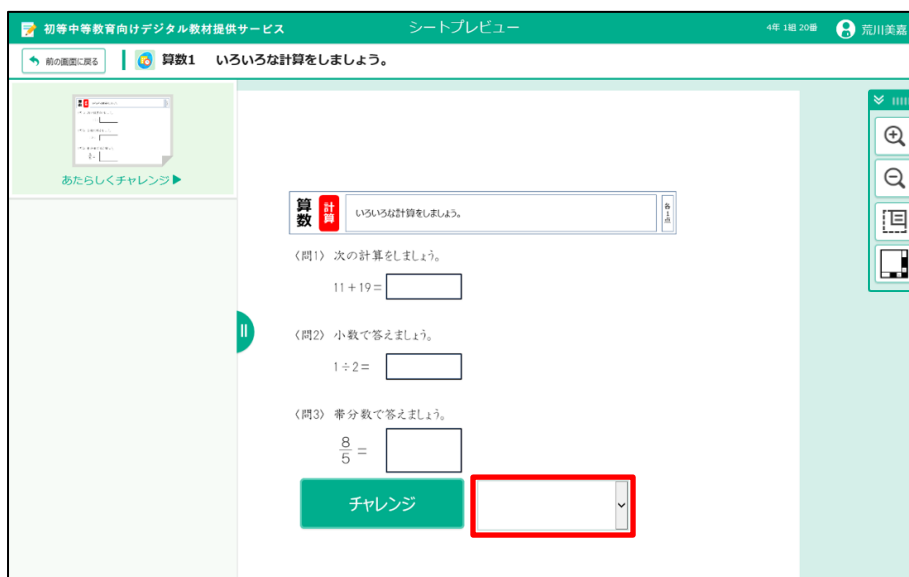 初等中等教育向けデジタル教材提供サービス
シートプレビュー
4年 1組 20番
荒川美嘉
前の画面に戻る
算数1 いろいろな計算をしましょう。
あたらしくチャレンジ▶
算数
計算
いろいろな計算をしましょう。
各1点
〈問1〉 次の計算をしましょう。
11+19=
〈問2〉 小数で答えましょう。
1÷2=
〈問3〉 帯分数で答えましょう。
8/5 =
チャレンジ